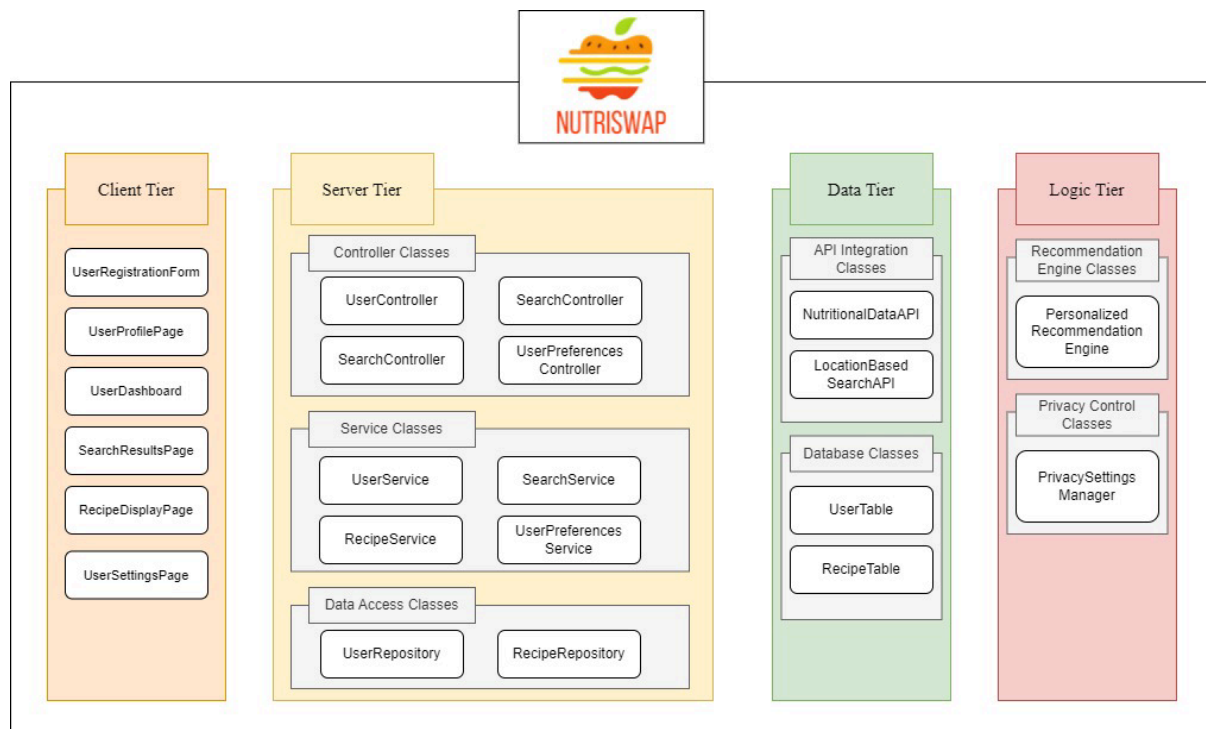 NUTRISWAP
Client Tier
UserRegistrationForm
UserProfilePage
UserDashboard
SearchResultsPage
RecipeDisplayPage
UserSettingsPage
Server Tier
Controller Classes
UserController
SearchController
SearchController
UserPreferences
Controller
Service Classes
UserService
SearchService
RecipeService
UserPreferences
Service
Data Access Classes
UserRepository
RecipeRepository
Data Tier
API Integration
Classes
NutritionalDataAPI
LocationBased
SearchAPI
Database Classes
UserTable
RecipeTable
Logic Tier
Recommendation
Engine Classes
Personalized
Recommendation
Engine
Privacy Control
Classes
PrivacySettings
Manager